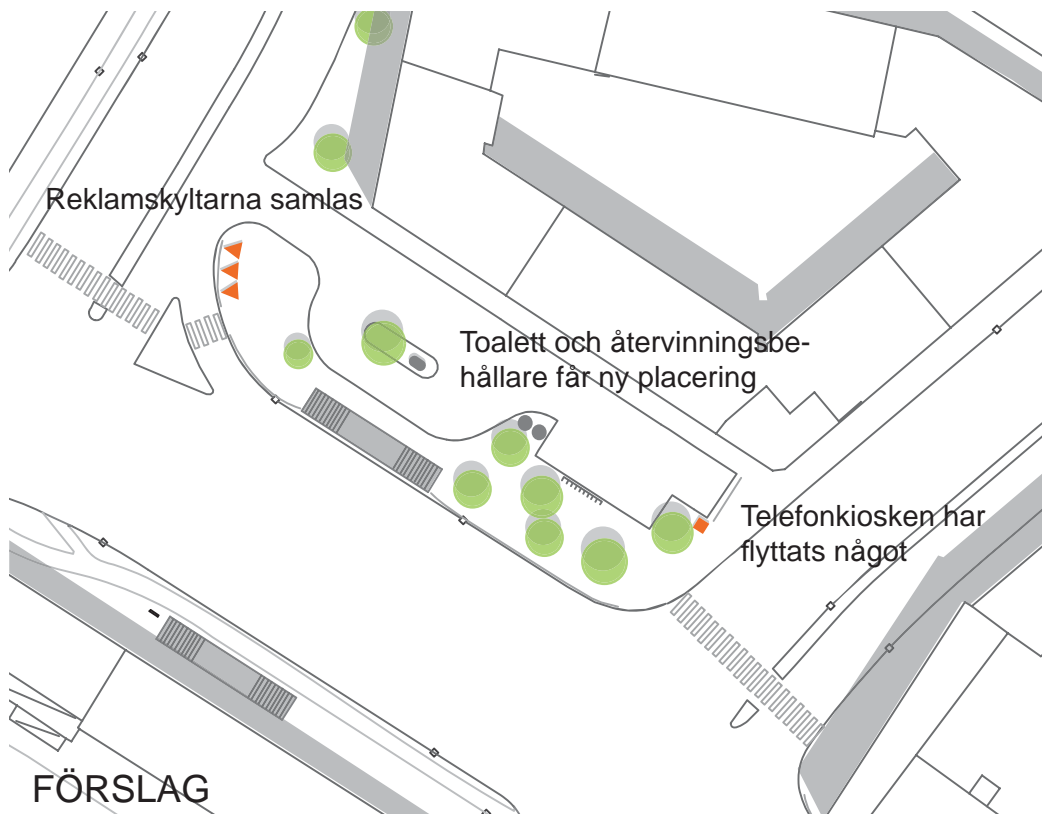 Reklamskyltarna samlas
Toalett och återvinningsbe-
hållare får ny placering
Telefonkiosken har
flyttats något
FÖRSLAG